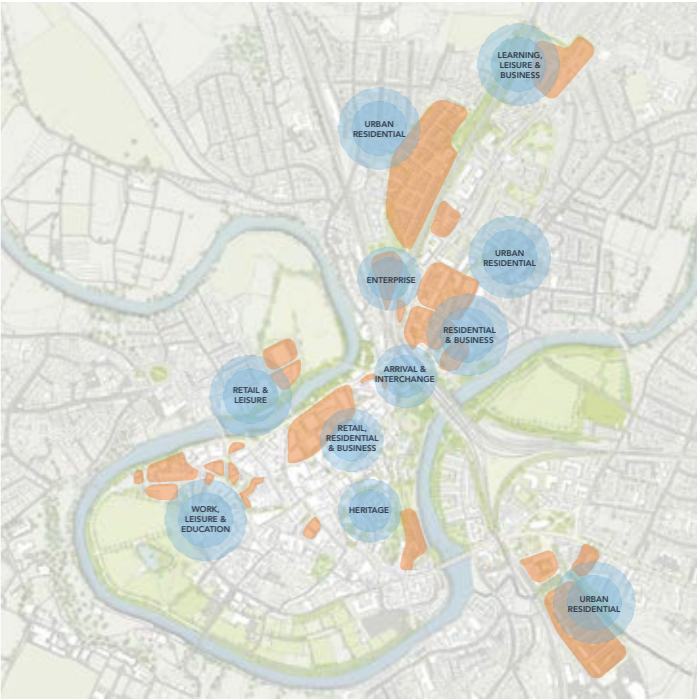 LEARNING,
LEISURE &
BUSINESS
URBAN
RESIDENTIAL
URBAN
RESIDENTIAL
ENTERPRISE
RESIDENTIAL
& BUSINESS
ARRIVAL &
INTERCHANGE
RETAIL &
LEISURE
RETAIL,
RESIDENTIAL
& BUSINESS
HERITAGE
WORK,
LEISURE &
EDUCATION
URBAN
RESIDENTIAL